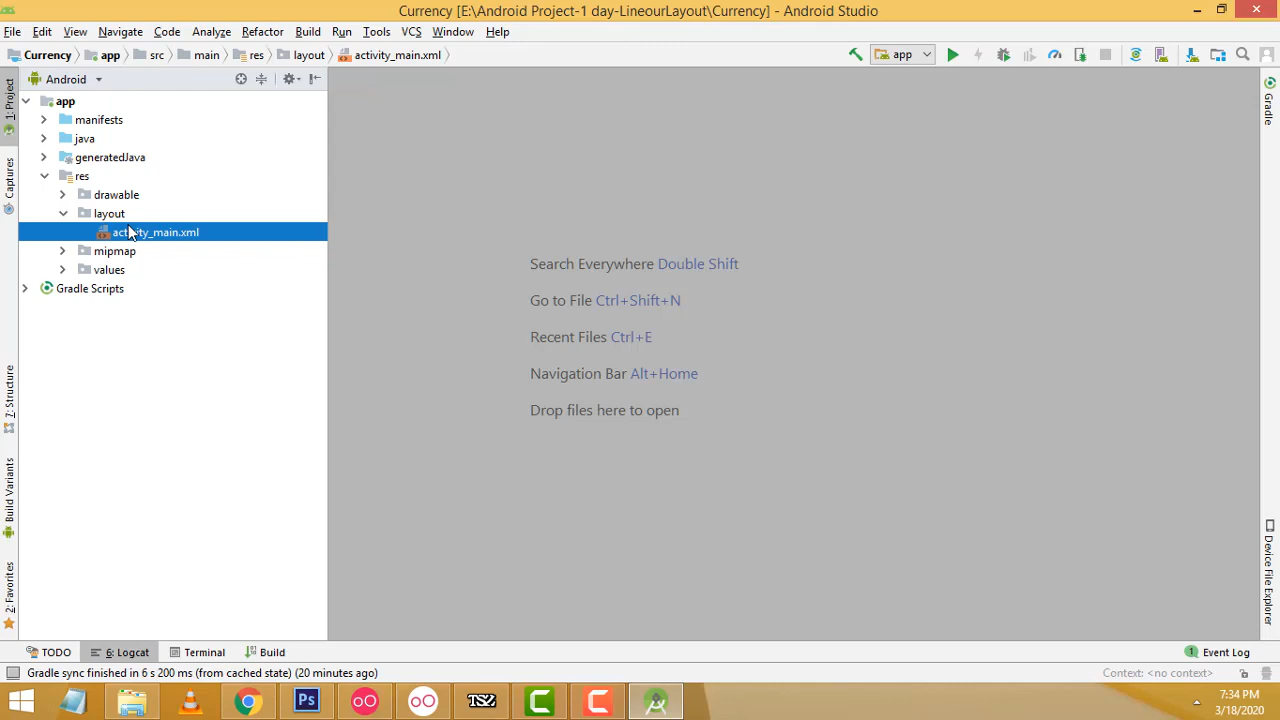 Currency [E:\Android Project-1 day-LineourLayout\Currency] - Android Studio
File Edit View Navigate Code Analyze Refactor Build Run Tools VCS Window Help
Currency app src main res layout activity_main.xml app
1: Project
Captures
7: Structure
Build Variants
2: Favorites
Android
app
manifests
java
generatedJava
res
drawable
layout
activity_main.xml
mipmap
values
Gradle Scripts
Search Everywhere Double Shift
Go to File Ctrl+Shift+N
Recent Files Ctrl+E
Navigation Bar Alt+Home
Drop files here to open
Gradle
Device File Explorer
TODO 6: Logcat Terminal Build 1 Event Log
Gradle sync finished in 6 s 200 ms (from cached state) (20 minutes ago) Context: <no context>
Ps TSZ C C
7:34 PM
3/18/2020